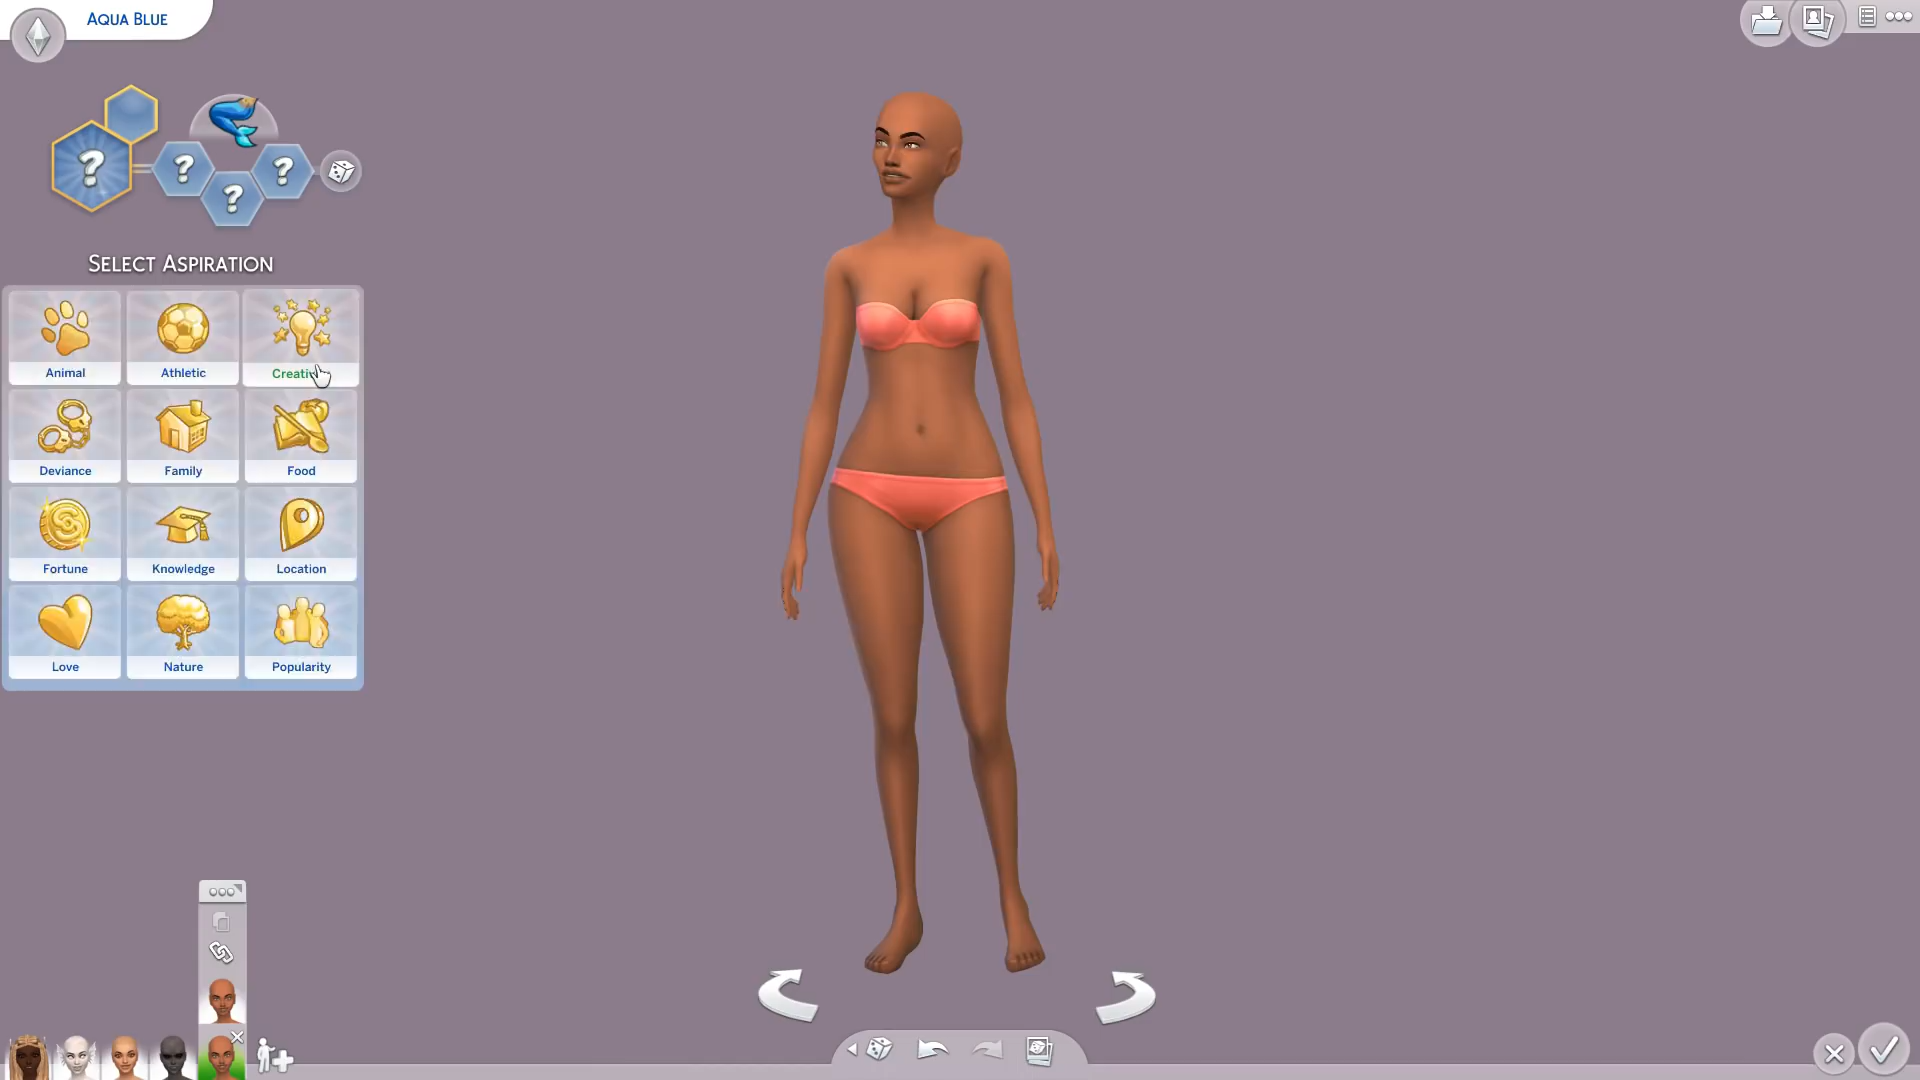 AQUA BLUE
SELECT ASPIRATION
Animal
Athletic
Deviance
Family
Food
Fortune
Knowledge
Location
Love
Nature
Popularity